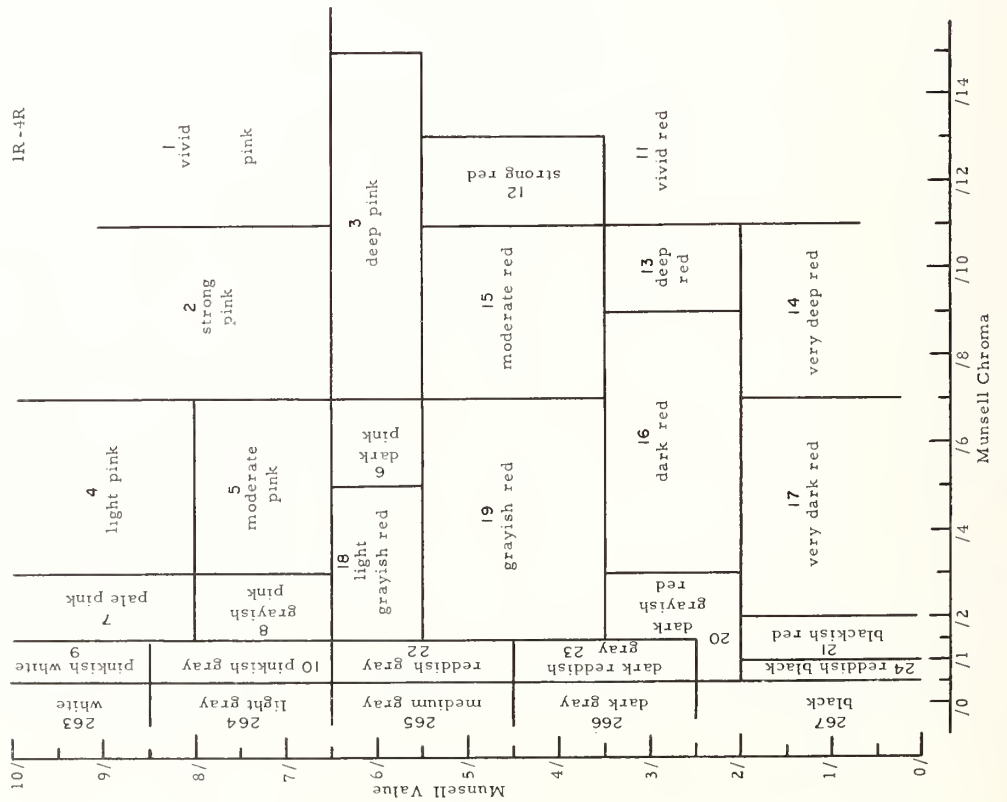 1R-4R
1
vivid
pink
2
strong
pink
3
deep pink
4
light pink
5
moderate
pink
6
dark
pink
7
pale pink
8
grayish
pink
9
pinkish white
10 pinkish gray
11
vivid red
12
strong red
13
deep
red
14
very deep red
15
moderate red
16
dark red
17
very dark red
18
light
grayish red
19
grayish red
20
dark
grayish
red
21
blackish red
22
reddish gray
dark reddish
gray 23
24 reddish black
263
white
264
light gray
265
medium gray
266
dark gray
267
black
10/
9/
8/
7/
6/
5/
4/
3/
2/
1/
0/
Munsell Value
/0
/1
/2
/4
/6
/8
/10
/12
/14
Munsell Chroma